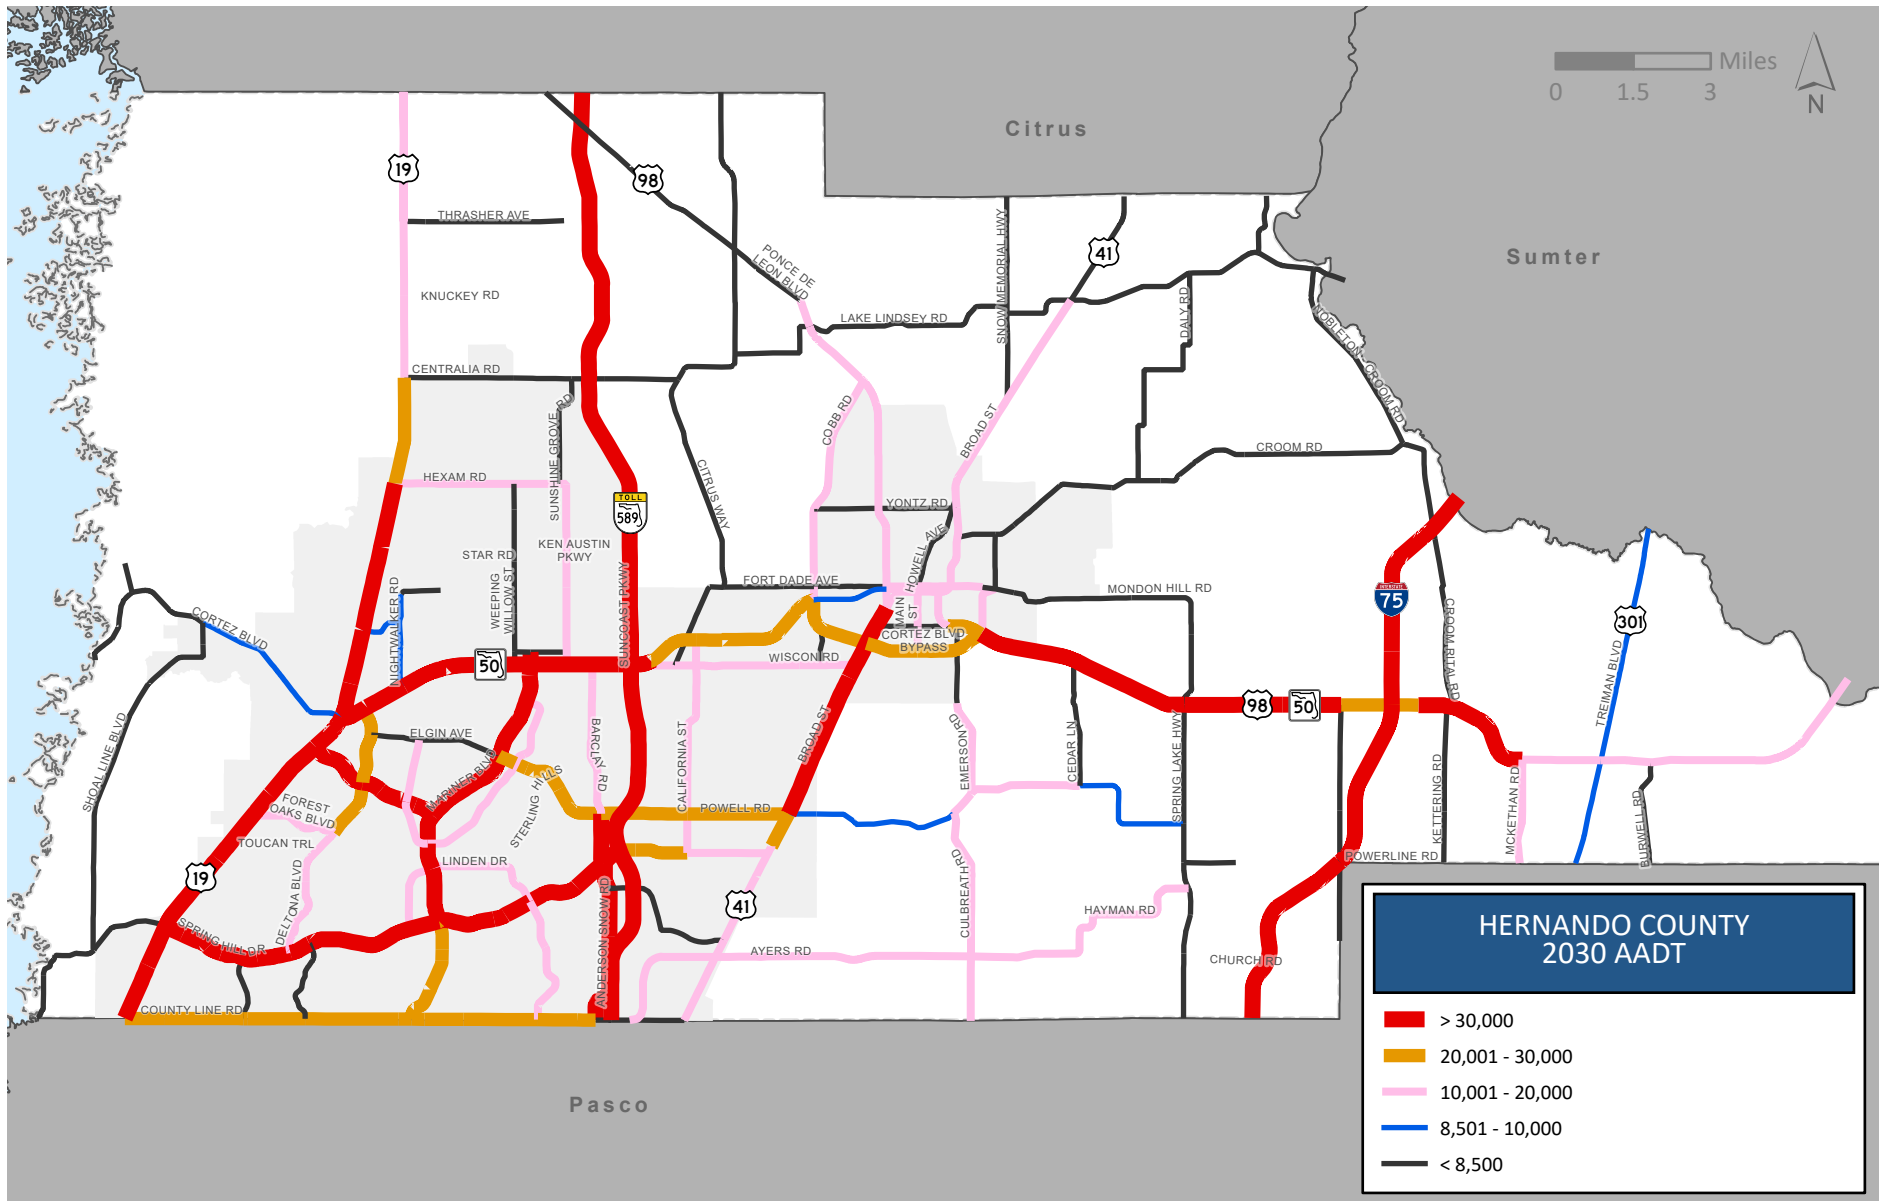 Miles
0 1.5 3
N
Citrus
Sumter
Pasco
19
98
THRASHER AVE
PONCE DE
LEON BLVD
SNOW MEMORIAL HWY
41
KNUCKEY RD
LAKE LINDSEY RD
DALY RD
NOBLETON - CROOM RD
CENTRALIA RD
SUNSHINE GROVE RD
COBB RD
BROAD ST
CROOM RD
HEXAM RD
CITRUS WAY
TOLL
589
YONTZ RD
STAR RD
KEN AUSTIN
PKWY
HOWELL AVE
WEEPING
WILLOW ST
SUNCOAST PKWY
FORT DADE AVE
MONDON HILL RD
INTERSTATE
75
CROOM RITAL RD
301
TREIMAN BLVD
NIGHTWALKER RD
CORTEZ BLVD
MAIN
ST
CORTEZ BLVD
BYPASS
50
WISCON RD
98
50
SHOAL LINE BLVD
ELGIN AVE
BARCLAY RD
CALIFORNIA ST
BROAD ST
EMERSON RD
CEDAR LN
SPRING LAKE HWY
KETTERING RD
MCKETHAN RD
BURWELL RD
MARINER BLVD
STERLING HILLS
POWELL RD
FOREST
OAKS BLVD
TOUCAN TRL
LINDEN DR
POWERLINE RD
19
DELTONA BLVD
CULBREATH RD
41
HAYMAN RD
SPRING HILL DR
ANDERSON SNOW RD
AYERS RD
CHURCH RD
COUNTY LINE RD
HERNANDO COUNTY
2030 AADT
> 30,000
20,001 - 30,000
10,001 - 20,000
8,501 - 10,000
< 8,500